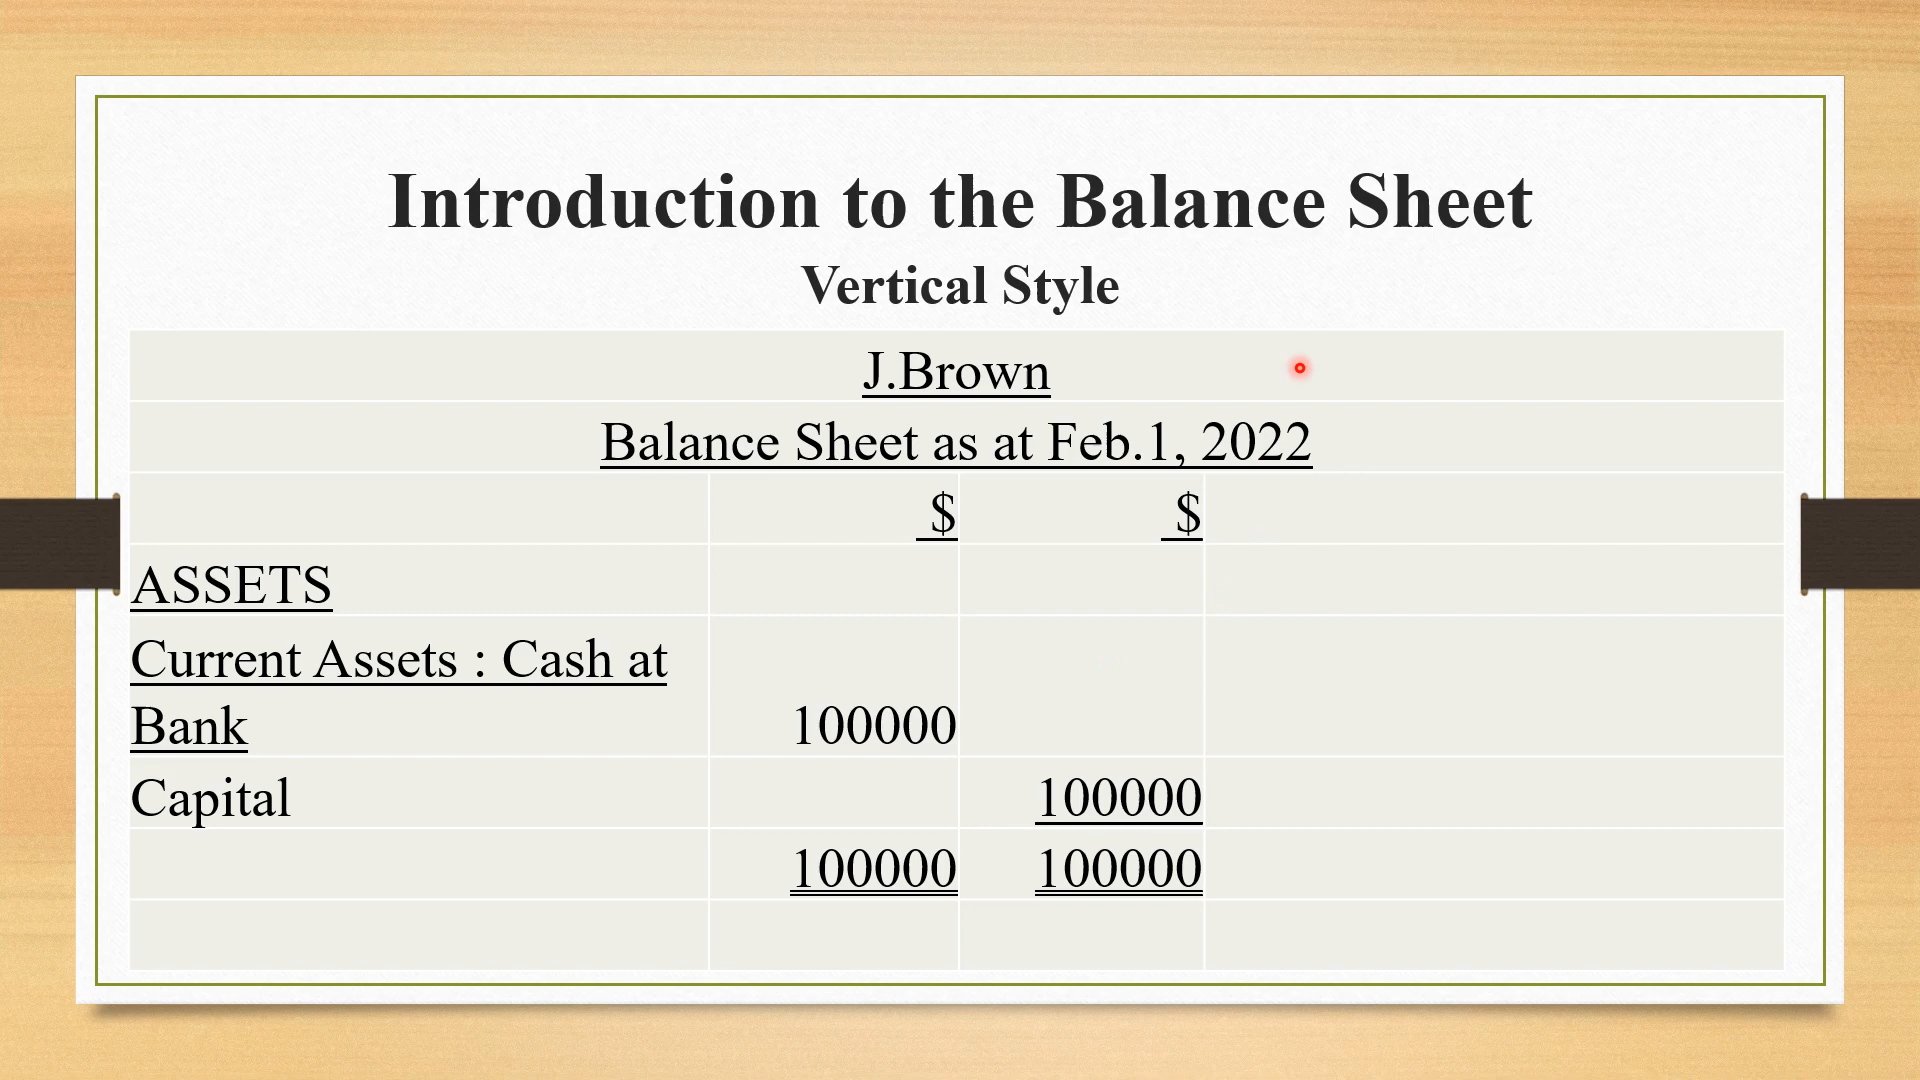 Introduction to the Balance Sheet
Vertical Style
J.Brown
Balance Sheet as at Feb.1, 2022
$ $
ASSETS
Current Assets : Cash at
Bank 100000
Capital 100000
100000 100000